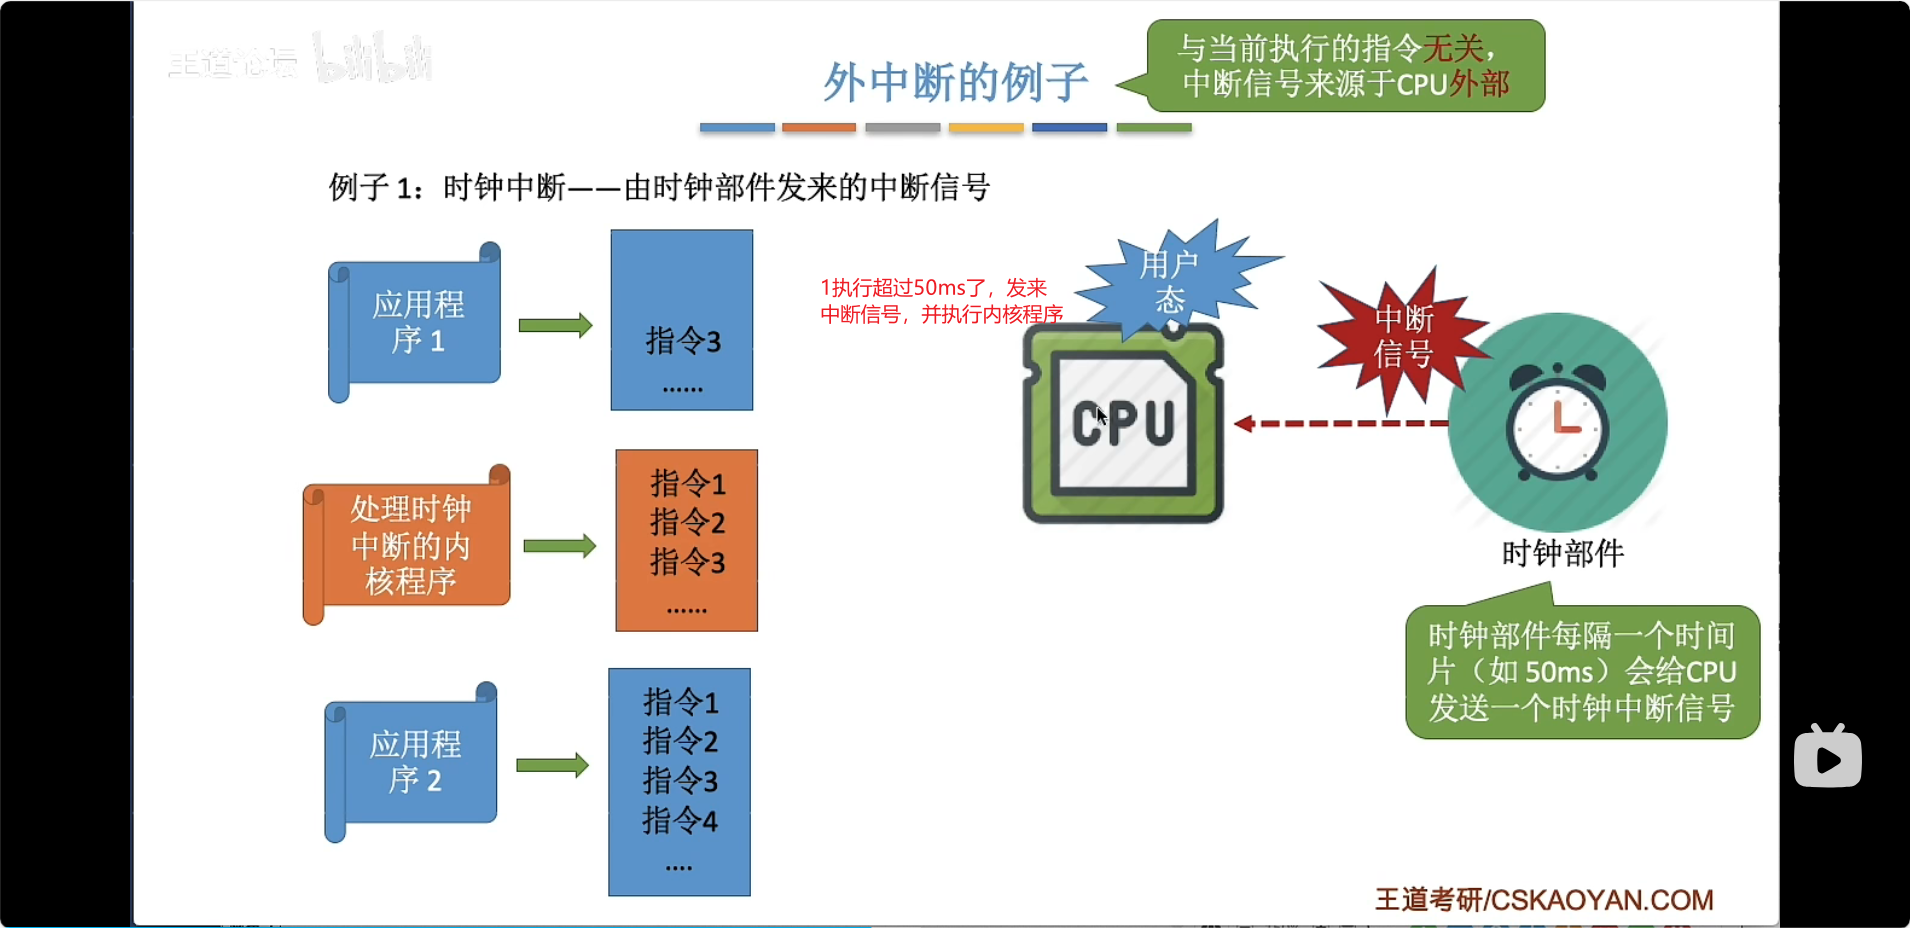 王道论坛 bilibili
与当前执行的指令无关，
中断信号来源于CPU外部
外中断的例子
例子 1：时钟中断——由时钟部件发来的中断信号
应用程
序 1
指令3
......
1执行超过50ms了，发来
中断信号，并执行内核程序
用户
态
CPU
中断
信号
时钟部件
处理时钟
中断的内
核程序
指令1
指令2
指令3
......
时钟部件每隔一个时间
片（如 50ms）会给CPU
发送一个时钟中断信号
应用程
序 2
指令1
指令2
指令3
指令4
....
王道考研/CSKAOYAN.COM